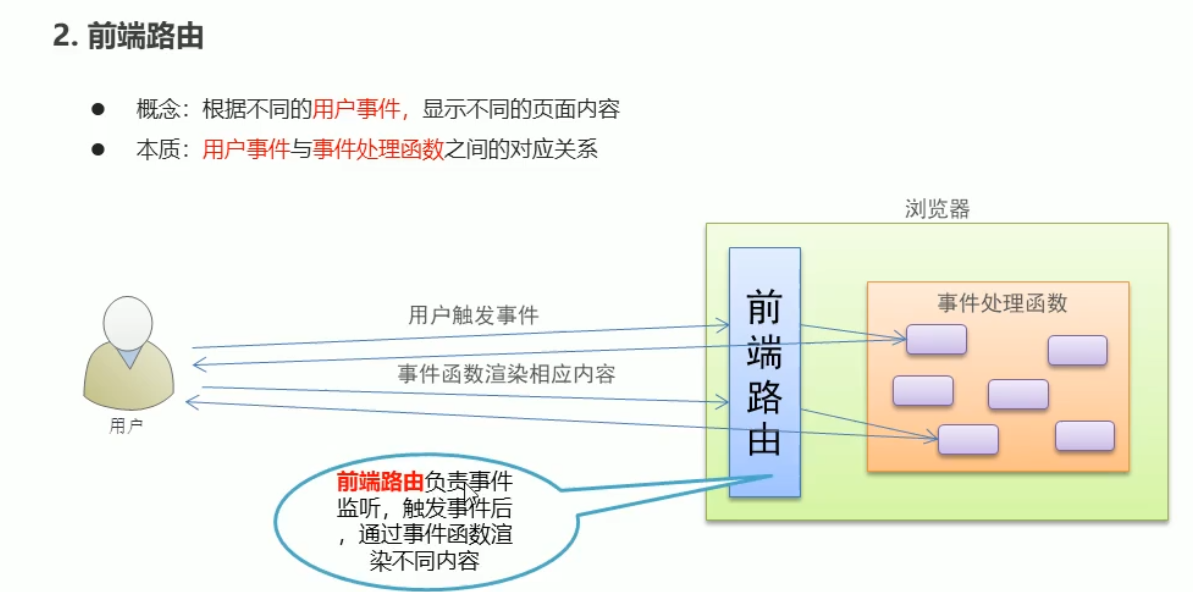 2. 前端路由
● 概念：根据不同的用户事件，显示不同的页面内容
● 本质：用户事件与事件处理函数之间的对应关系
浏览器
用户触发事件
事件函数渲染相应内容
用户
前
端
路
由
事件处理函数
前端路由负责事件
监听，触发事件后
，通过事件函数渲
染不同内容